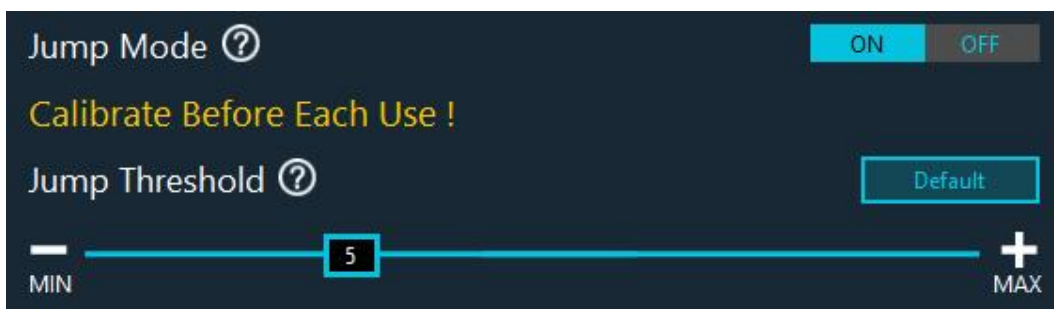 Jump Mode ?
ON OFF
Calibrate Before Each Use !
Jump Threshold ?
Default
5
MIN
MAX